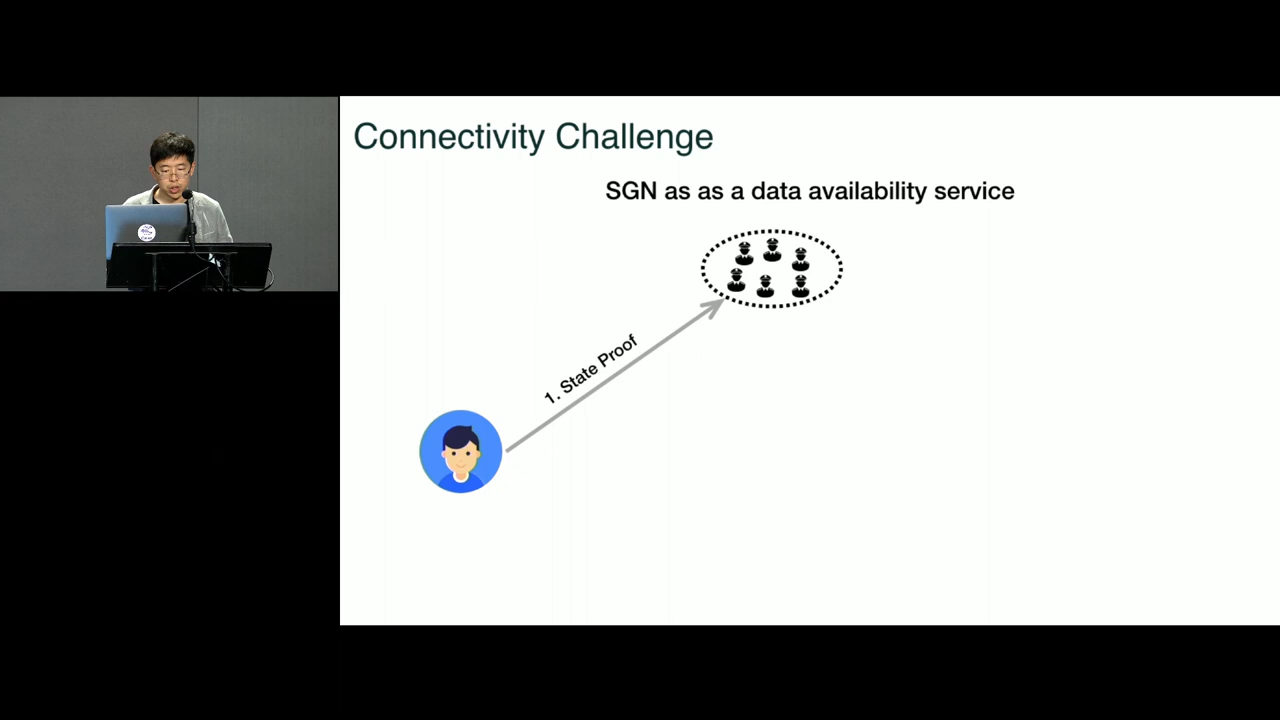 Connectivity Challenge
SGN as as a data availability service
1. State Proof